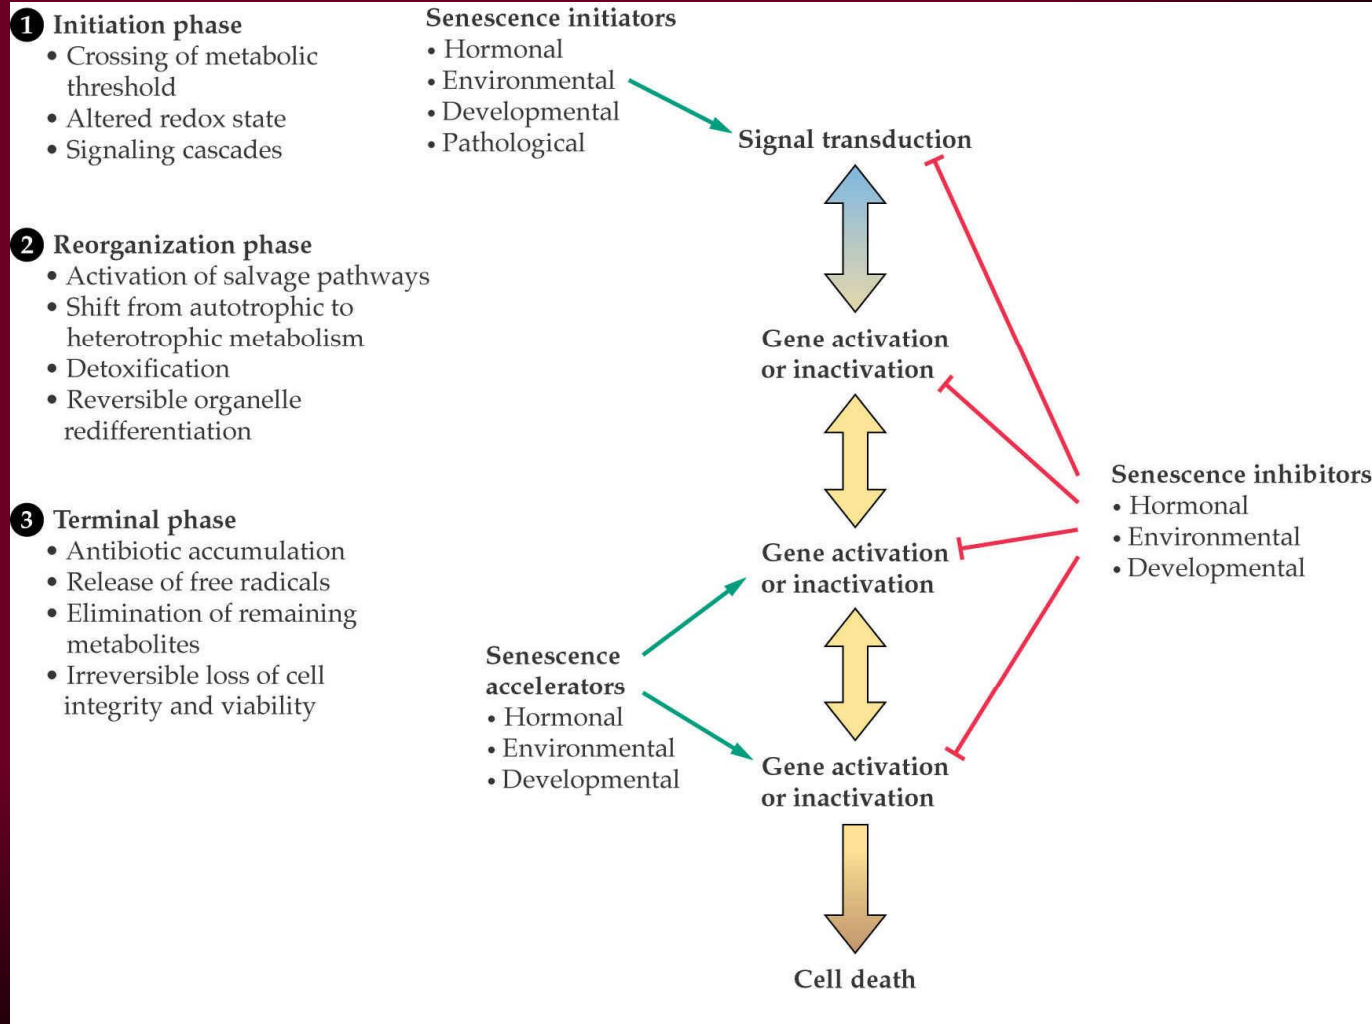 1 Initiation phase
• Crossing of metabolic
threshold
• Altered redox state
• Signaling cascades
2 Reorganization phase
• Activation of salvage pathways
• Shift from autotrophic to
heterotrophic metabolism
• Detoxification
• Reversible organelle
redifferentiation
3 Terminal phase
• Antibiotic accumulation
• Release of free radicals
• Elimination of remaining
metabolites
• Irreversible loss of cell
integrity and viability
Senescence initiators
• Hormonal
• Environmental
• Developmental
• Pathological
Signal transduction
Gene activation
or inactivation
Gene activation
or inactivation
Senescence
accelerators
• Hormonal
• Environmental
• Developmental
Gene activation
or inactivation
Cell death
Senescence inhibitors
• Hormonal
• Environmental
• Developmental